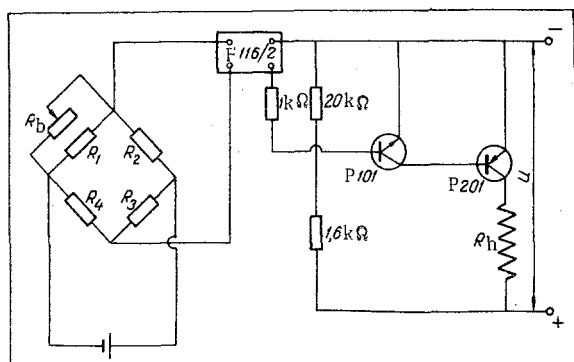 F 116/2
−
Rb
R1
R2
R4
R3
1kΩ
20kΩ
P101
P201
u
1,6kΩ
Rh
+